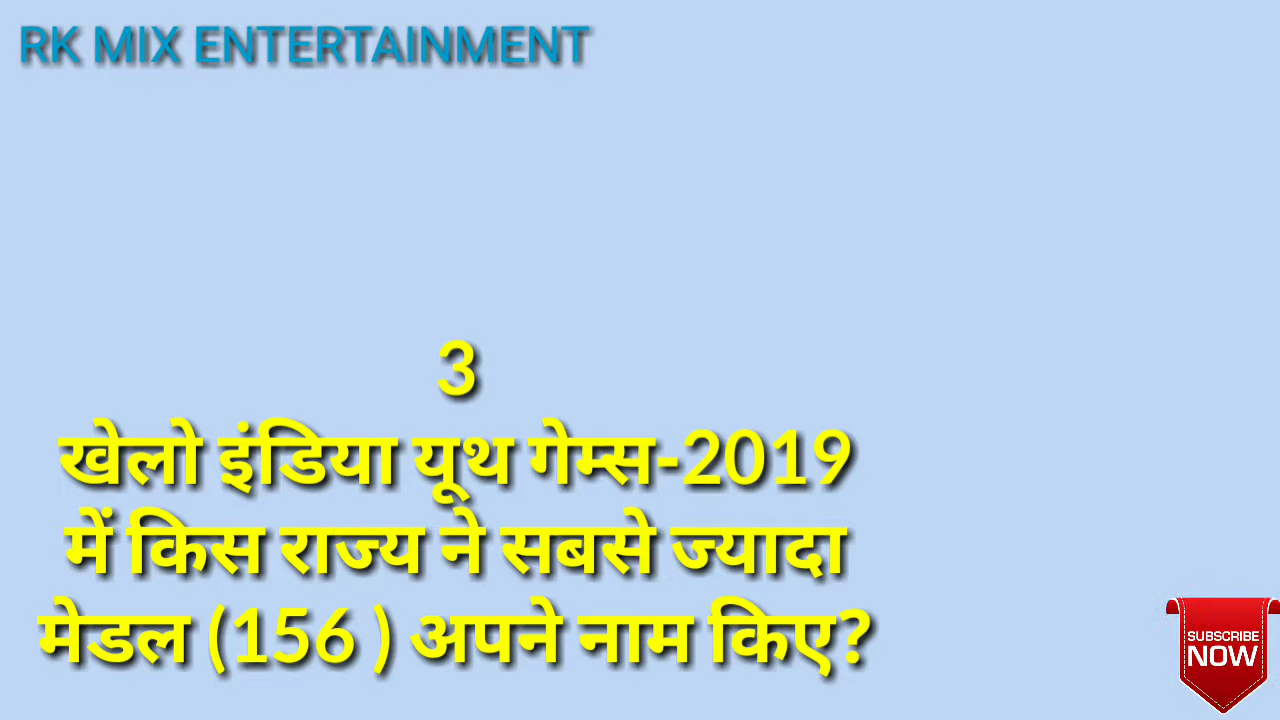 RK MIX ENTERTAINMENT
3
खेलो इंडिया यूथ गेम्स-2019
में किस राज्य ने सबसे ज्यादा
मेडल (156 ) अपने नाम किए?
SUBSCRIBE
NOW